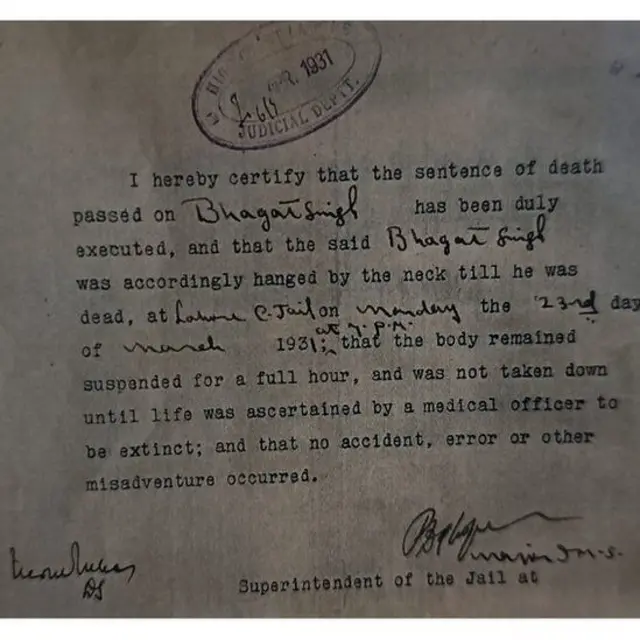 1931
JUDICIAL DEPTT.
I hereby certify that the sentence of death
passed on Bhagat Singh has been duly
executed, and that the said Bhagat Singh
was accordingly hanged by the neck till he was
dead, at Lahore C. Jail on Monday the 23rd day
at 7. P.M.
of March 1931; that the body remained
suspended for a full hour, and was not taken down
until life was ascertained by a medical officer to
be extinct; and that no accident, error or other
misadventure occurred.
Major I.M.S.
Superintendent of the Jail at